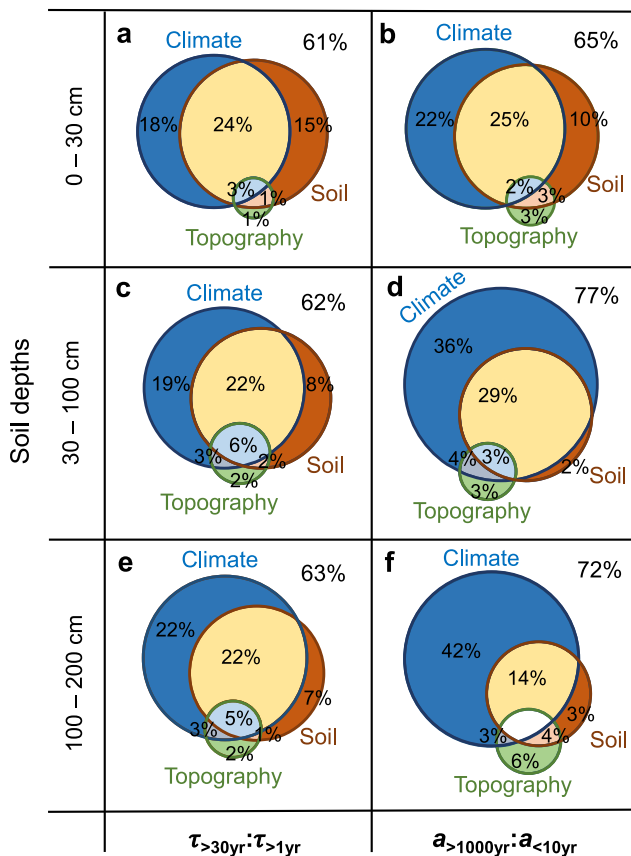 a
Climate
61%
18%
24%
15%
3%
1%
1%
Soil
Topography
b
Climate
65%
22%
25%
10%
2%
3%
3%
Soil
Topography
0 – 30 cm
c
Climate
62%
19%
22%
8%
3%
6%
2%
2%
Soil
Topography
d
Climate
77%
36%
29%
4%
3%
2%
3%
Soil
Topography
Soil depths
30 – 100 cm
e
Climate
63%
22%
22%
7%
3%
5%
1%
2%
Soil
Topography
f
Climate
72%
42%
14%
3%
3%
4%
6%
Soil
Topography
100 – 200 cm
τ>30yr:τ>1yr
a>1000yr:a<10yr